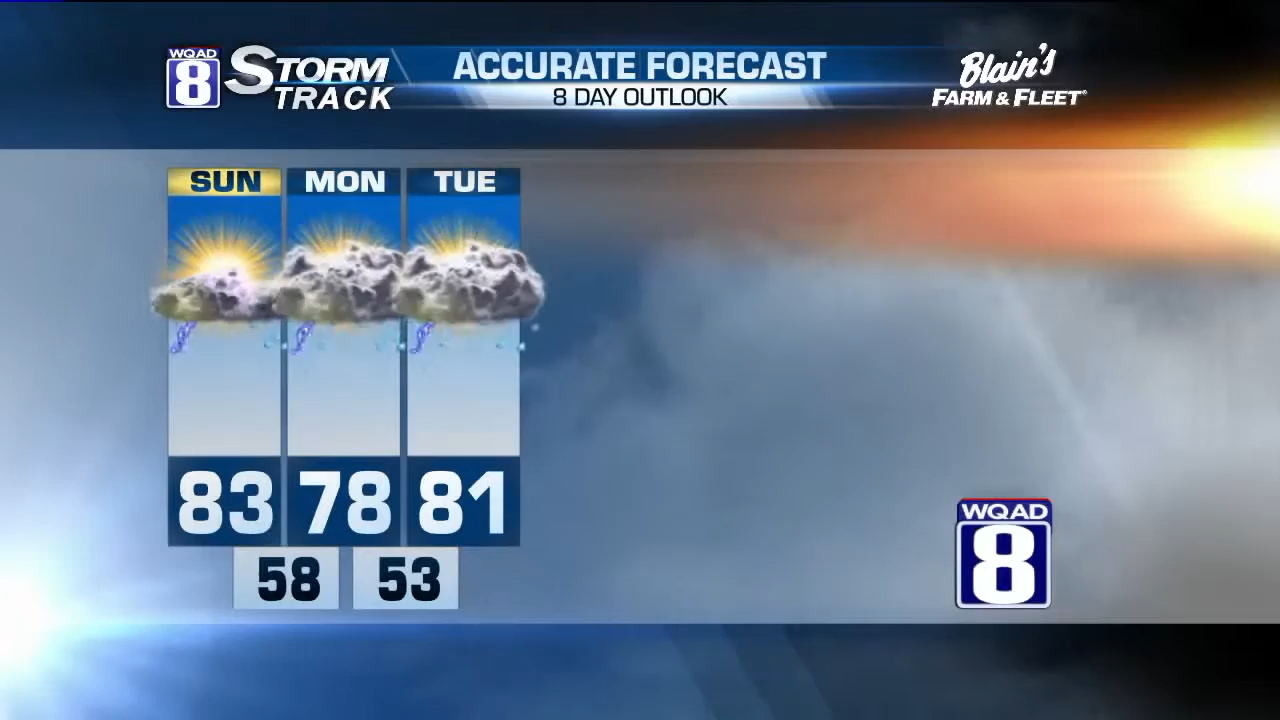 WQAD
8
STORM
TRACK
ACCURATE FORECAST
8 DAY OUTLOOK
Blain's
FARM & FLEET
SUN MON TUE
83 78 81
58 53
WQAD
8